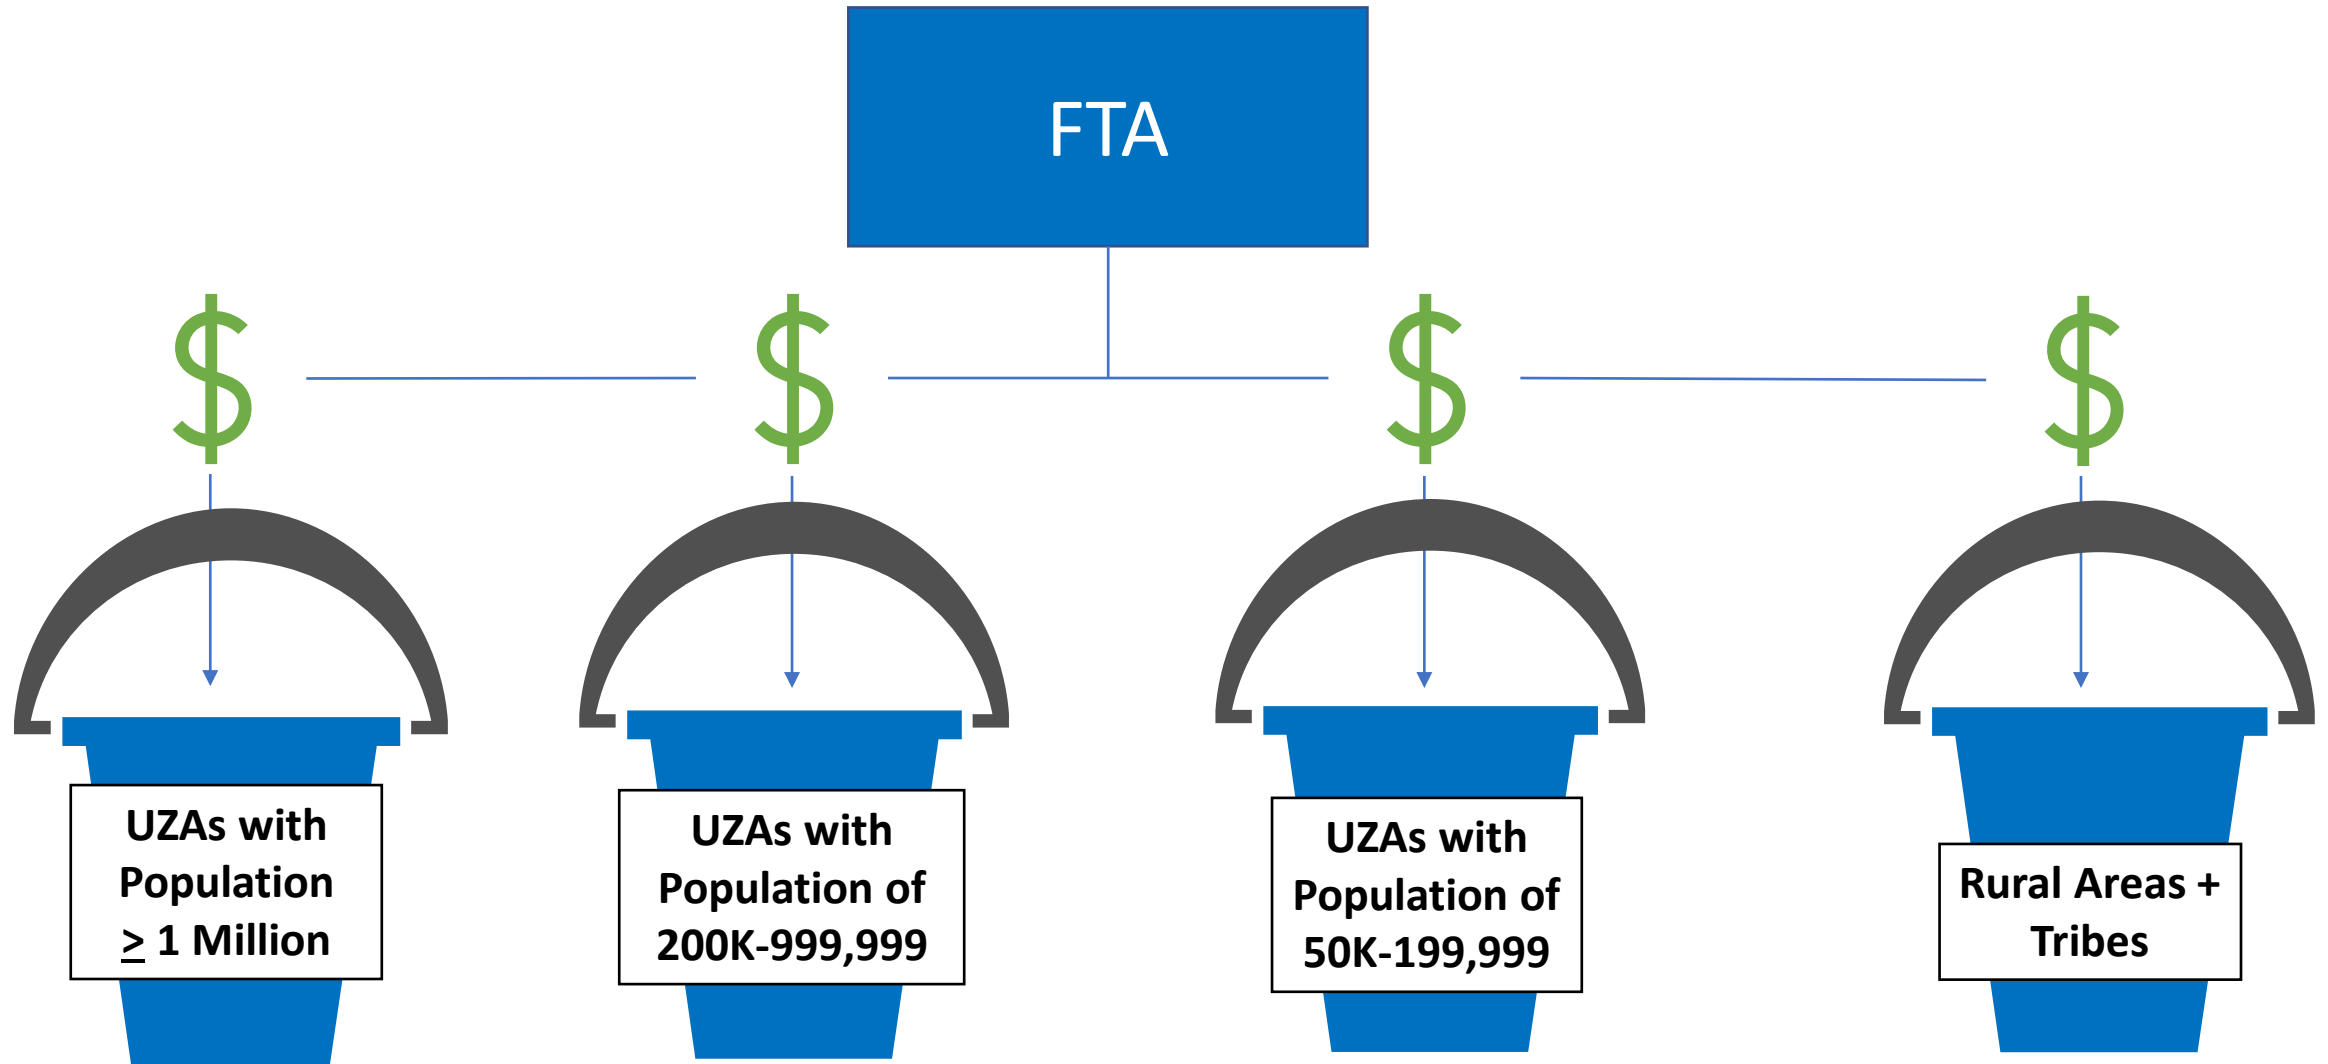 FTA
UZAs with
Population
≥ 1 Million
UZAs with
Population of
200K-999,999
UZAs with
Population of
50K-199,999
Rural Areas +
Tribes